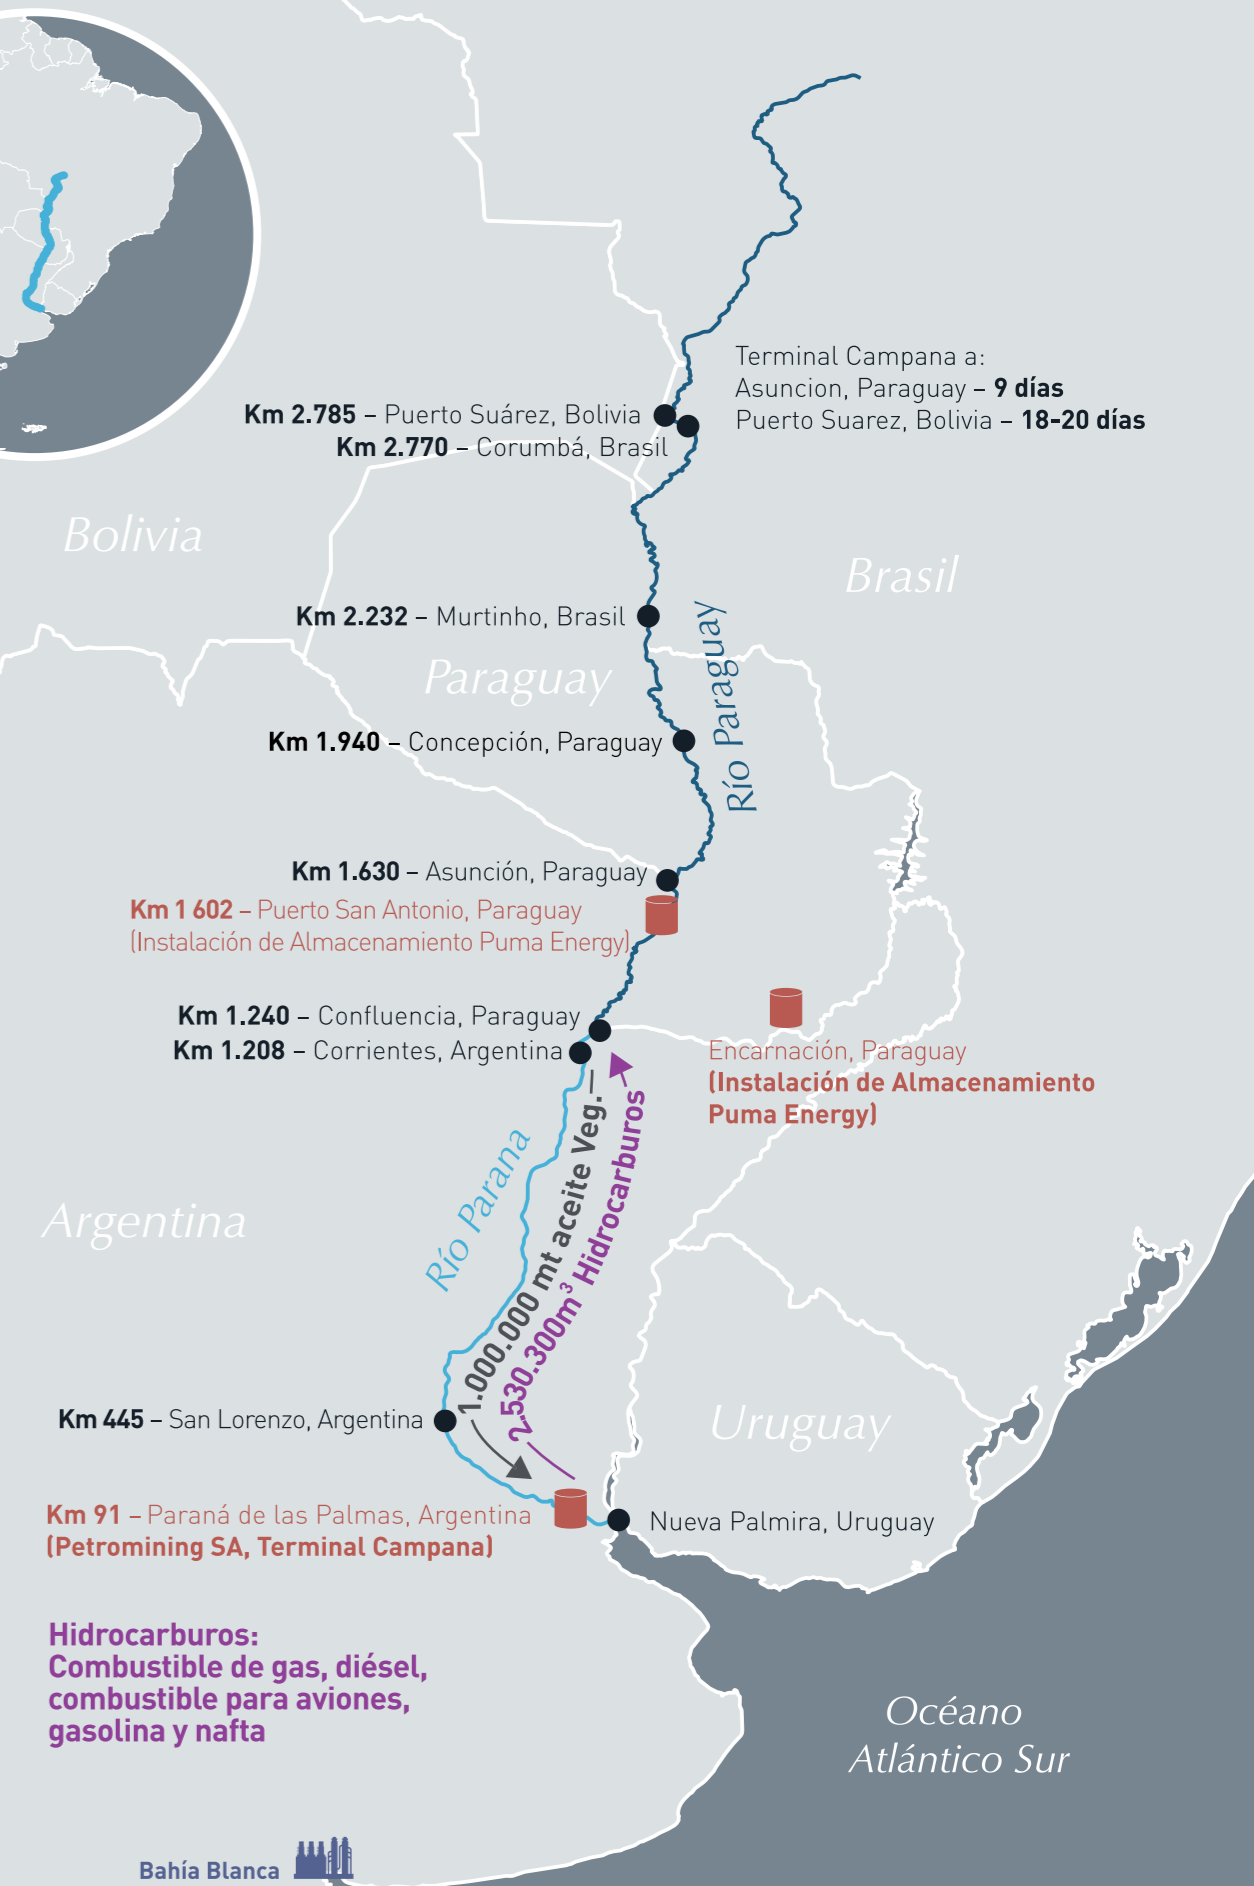 Terminal Campana a:
Asuncion, Paraguay – 9 días
Puerto Suarez, Bolivia – 18-20 días
Km 2.785 – Puerto Suárez, Bolivia
Km 2.770 – Corumbá, Brasil
Bolivia
Brasil
Km 2.232 – Murtinho, Brasil
Paraguay
Río Paraguay
Km 1.940 – Concepción, Paraguay
Km 1.630 – Asunción, Paraguay
Km 1 602 – Puerto San Antonio, Paraguay
(Instalación de Almacenamiento Puma Energy)
Km 1.240 – Confluencia, Paraguay
Km 1.208 – Corrientes, Argentina
Encarnación, Paraguay
(Instalación de Almacenamiento
Puma Energy)
Río Parana
1.000.000 mt aceite Veg.
2.530.300m³ Hidrocarburos
Argentina
Km 445 – San Lorenzo, Argentina
Uruguay
Km 91 – Paraná de las Palmas, Argentina
(Petromining SA, Terminal Campana)
Nueva Palmira, Uruguay
Hidrocarburos:
Combustible de gas, diésel,
combustible para aviones,
gasolina y nafta
Océano
Atlántico Sur
Bahía Blanca